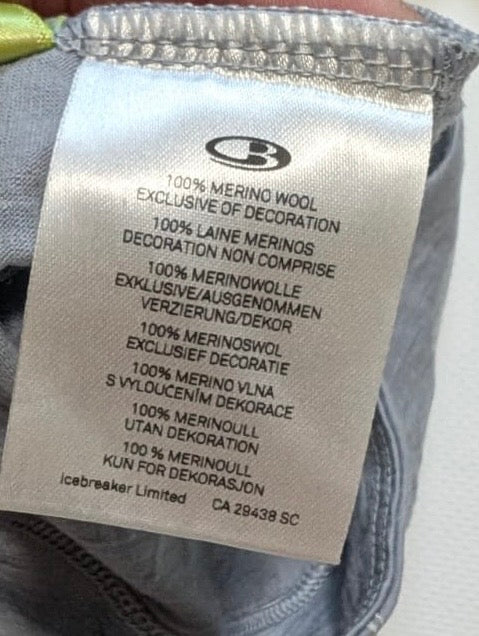 100% MERINO WOOL
EXCLUSIVE OF DECORATION
100% LAINE MERINOS
DECORATION NON COMPRISE
100% MERINOWOLLE
EXKLUSIVE/AUSGENOMMEN
VERZIERUNG/DEKOR
100% MERINOSWOL
EXCLUSIEF DECORATIE
100% MERINO VLNA
S VYLOUČENÍM DEKORACE
100% MERINOULL
UTAN DEKORATION
100 % MERINOULL
KUN FOR DEKORASJON
Icebreaker Limited CA 29438 SC